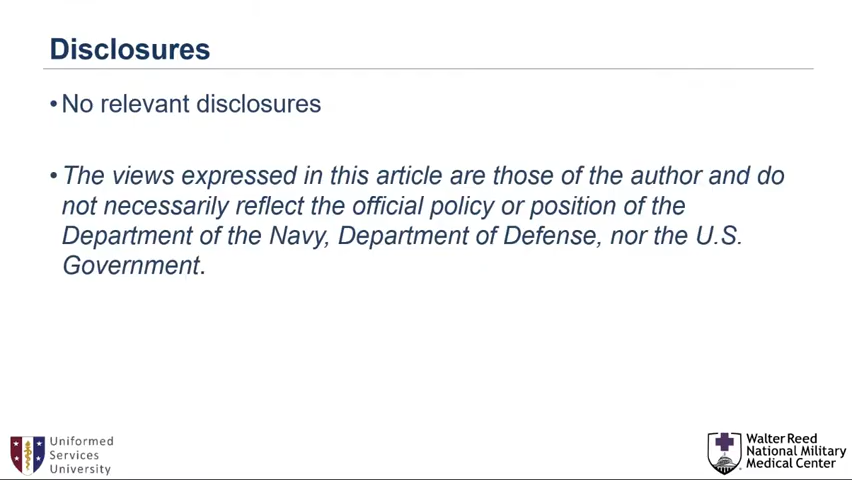 Disclosures
•No relevant disclosures
•The views expressed in this article are those of the author and do
not necessarily reflect the official policy or position of the
Department of the Navy, Department of Defense, nor the U.S.
Government.
Uniformed
Services
University
Walter Reed
National Military
Medical Center